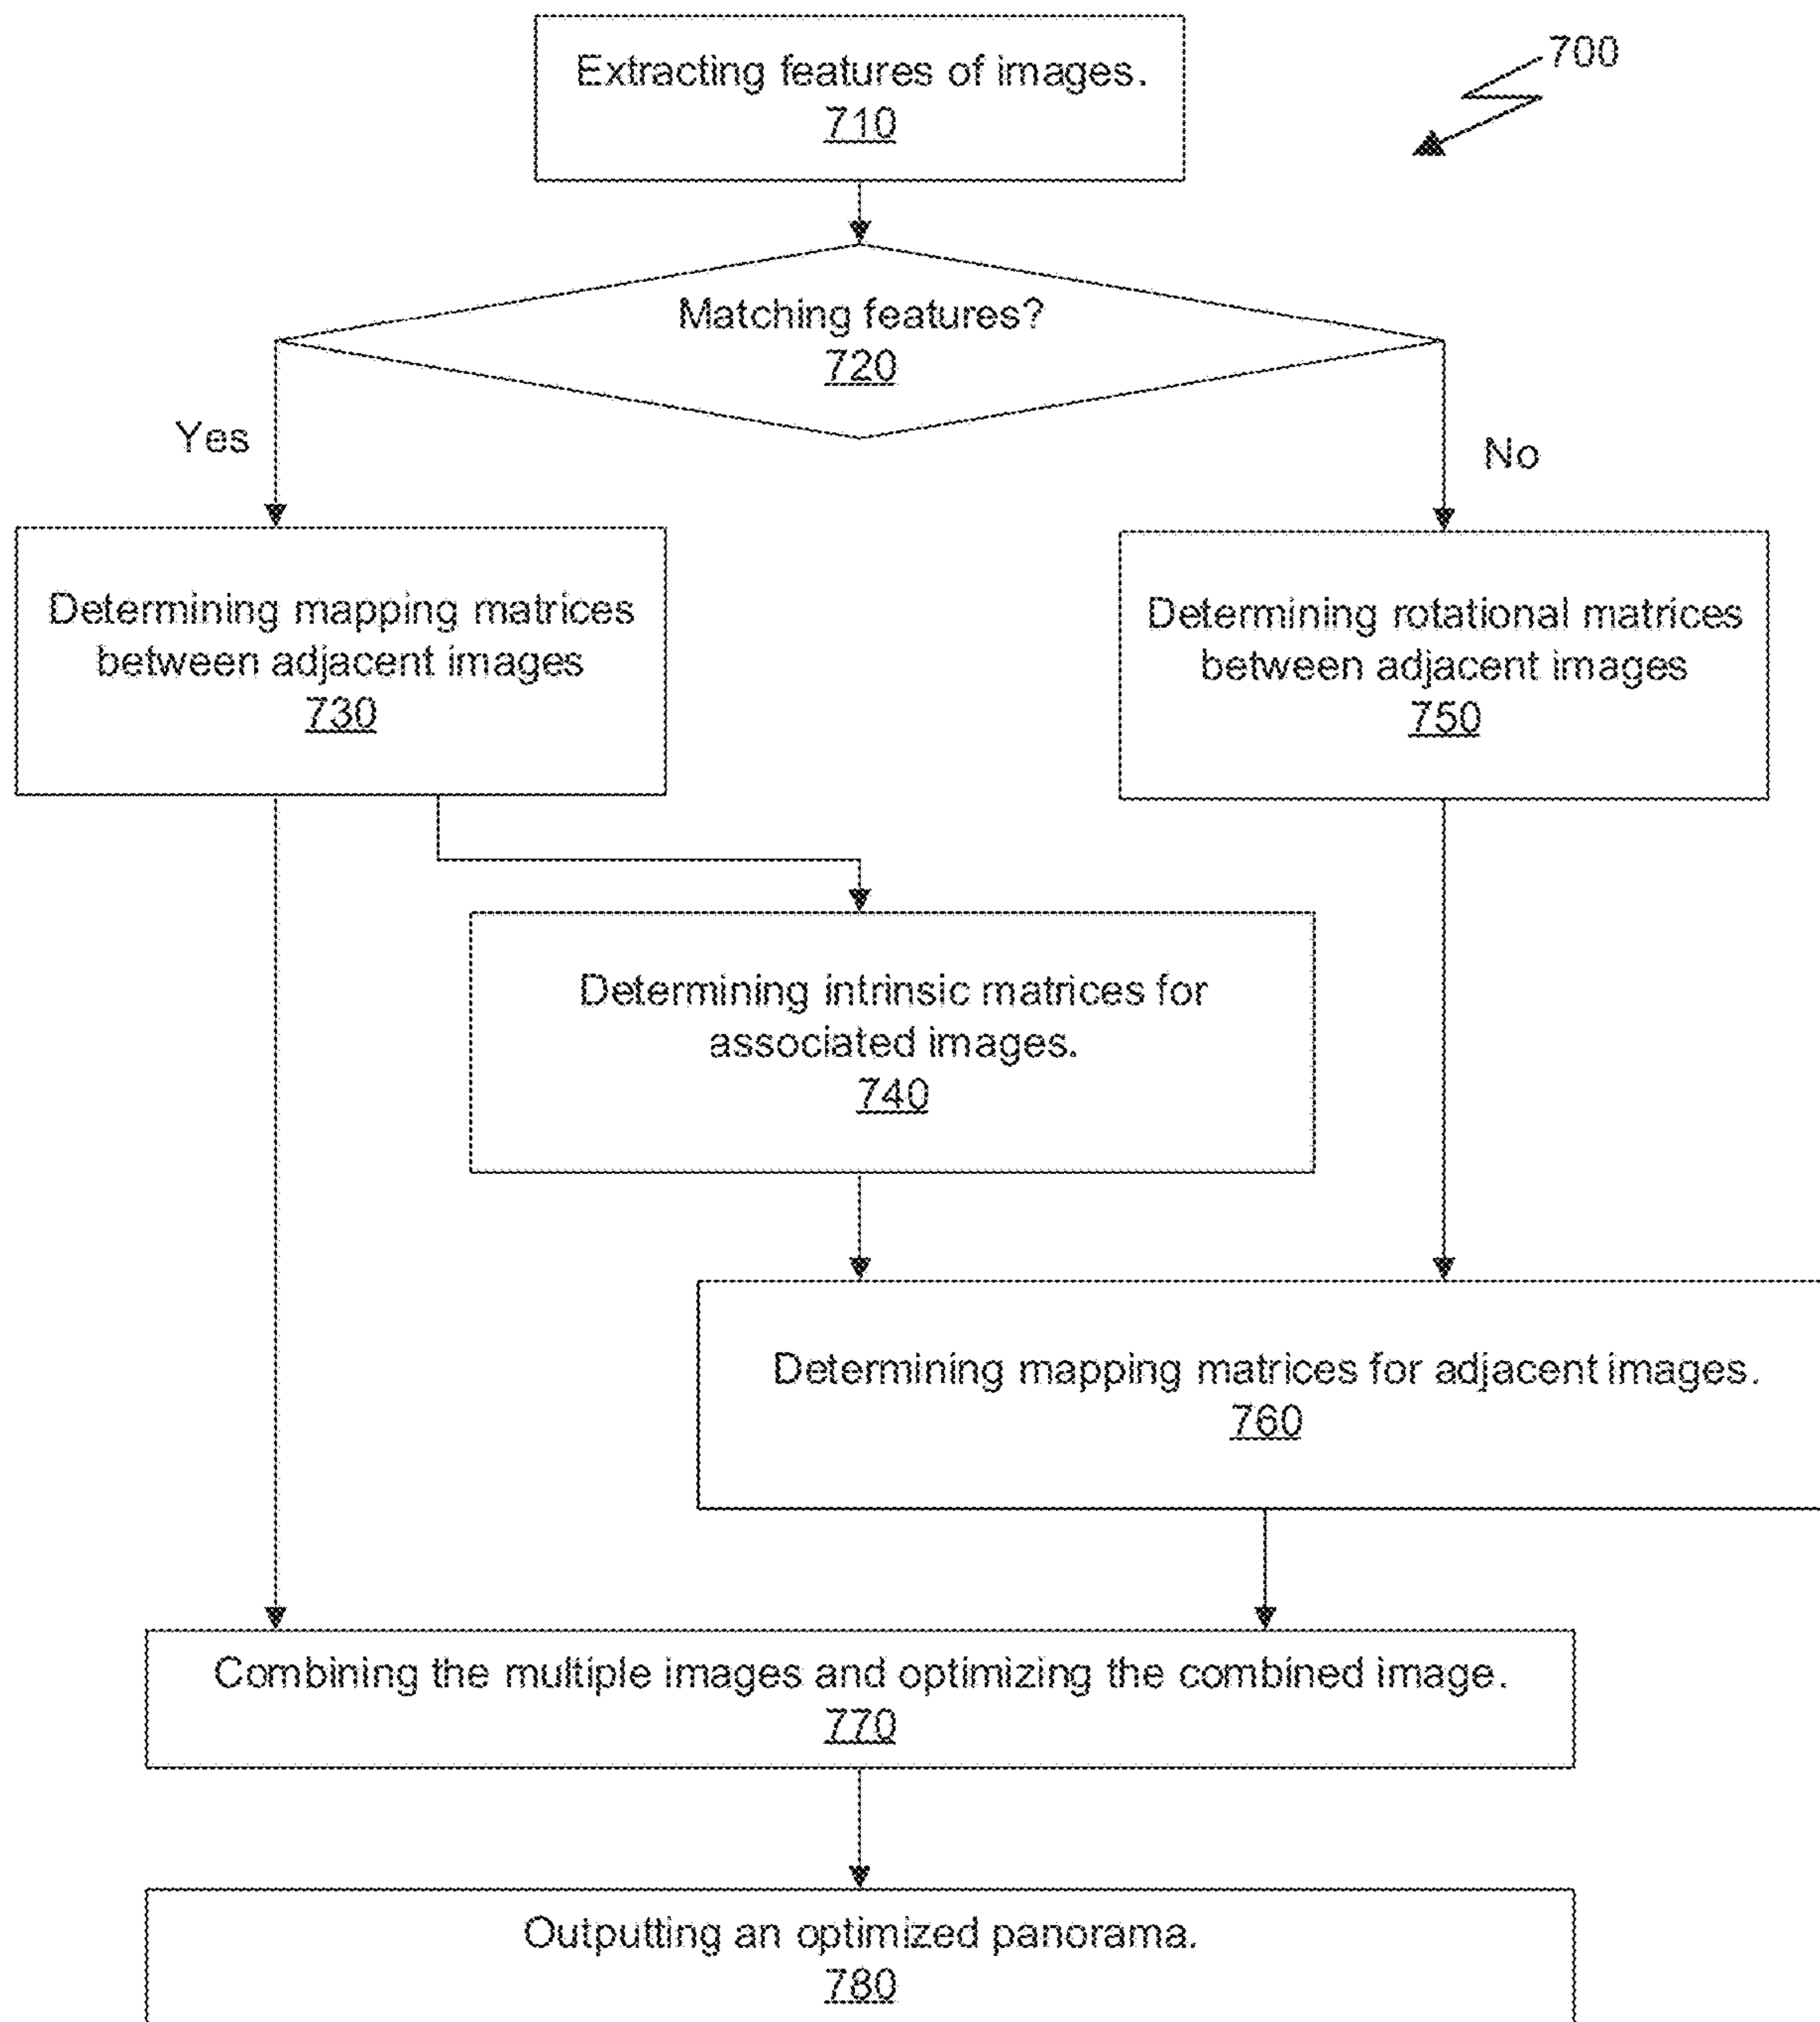 700
Extracting features of images.
710
Matching features?
720
Yes
No
Determining mapping matrices
between adjacent images
730
Determining rotational matrices
between adjacent images
750
Determining intrinsic matrices for
associated images.
740
Determining mapping matrices for adjacent images.
760
Combining the multiple images and optimizing the combined image.
770
Outputting an optimized panorama.
780